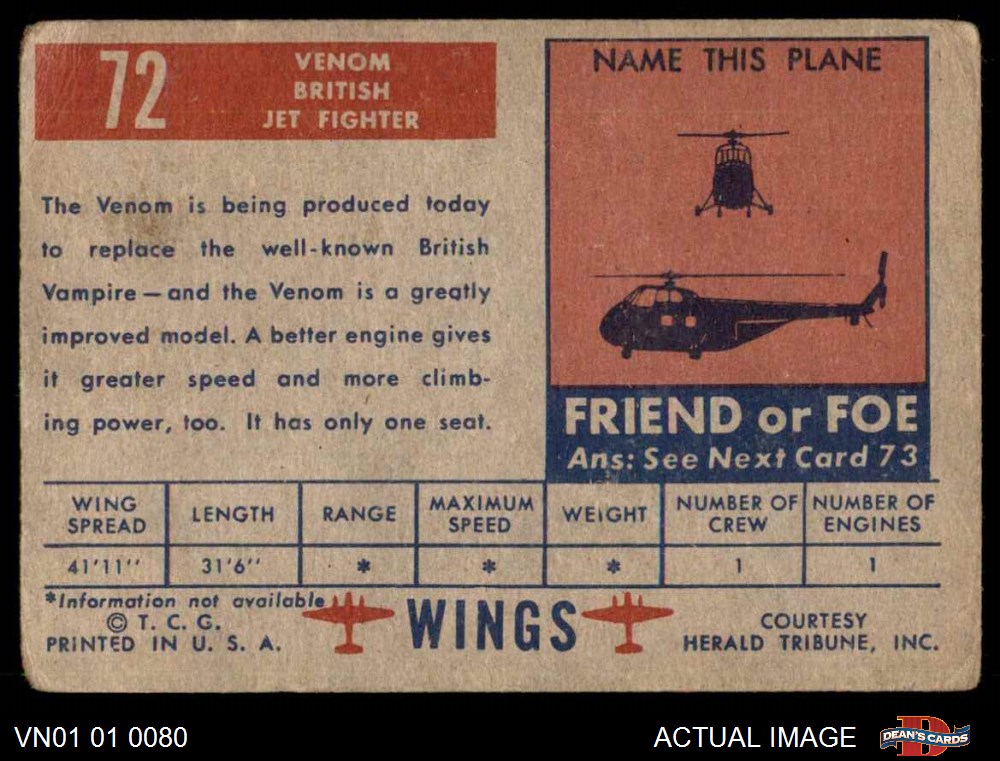 72
VENOM
BRITISH
JET FIGHTER
The Venom is being produced today
to replace the well-known British
Vampire — and the Venom is a greatly
improved model. A better engine gives
it greater speed and more climb-
ing power, too. It has only one seat.
NAME THIS PLANE
FRIEND or FOE
Ans: See Next Card 73
WING SPREAD LENGTH RANGE MAXIMUM SPEED WEIGHT NUMBER OF CREW NUMBER OF ENGINES
41'11'' 31'6'' * * * 1 1
*Information not available
© T. C. G.
PRINTED IN U. S. A.
WINGS
COURTESY
HERALD TRIBUNE, INC.
VN01 01 0080
ACTUAL IMAGE
DEAN'S CARDS